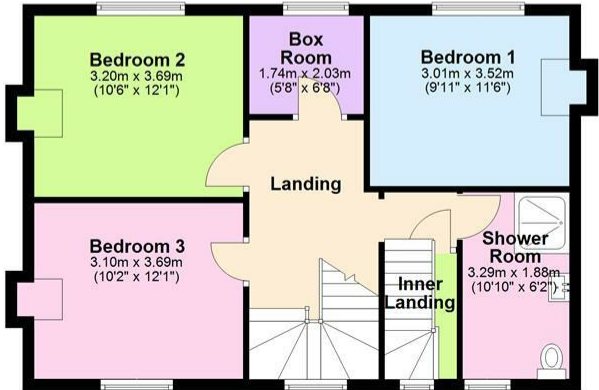 Bedroom 2
3.20m x 3.69m
(10'6" x 12'1")
Box
Room
1.74m x 2.03m
(5'8" x 6'8")
Bedroom 1
3.01m x 3.52m
(9'11" x 11'6")
Landing
Bedroom 3
3.10m x 3.69m
(10'2" x 12'1")
Inner
Landing
Shower
Room
3.29m x 1.88m
(10'10" x 6'2")